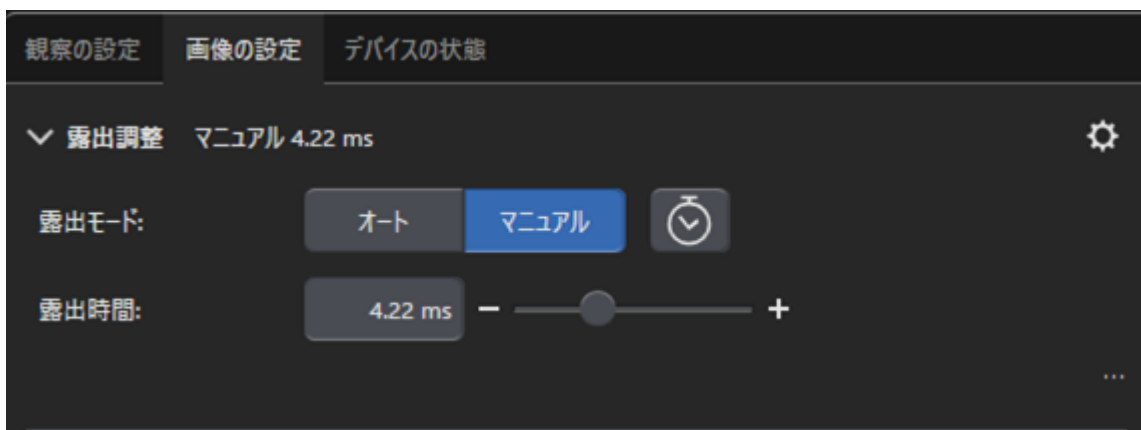 観察の設定 画像の設定 デバイスの状態
露出調整 マニュアル 4.22 ms
露出モード: オート マニュアル
露出時間: 4.22 ms − +
...